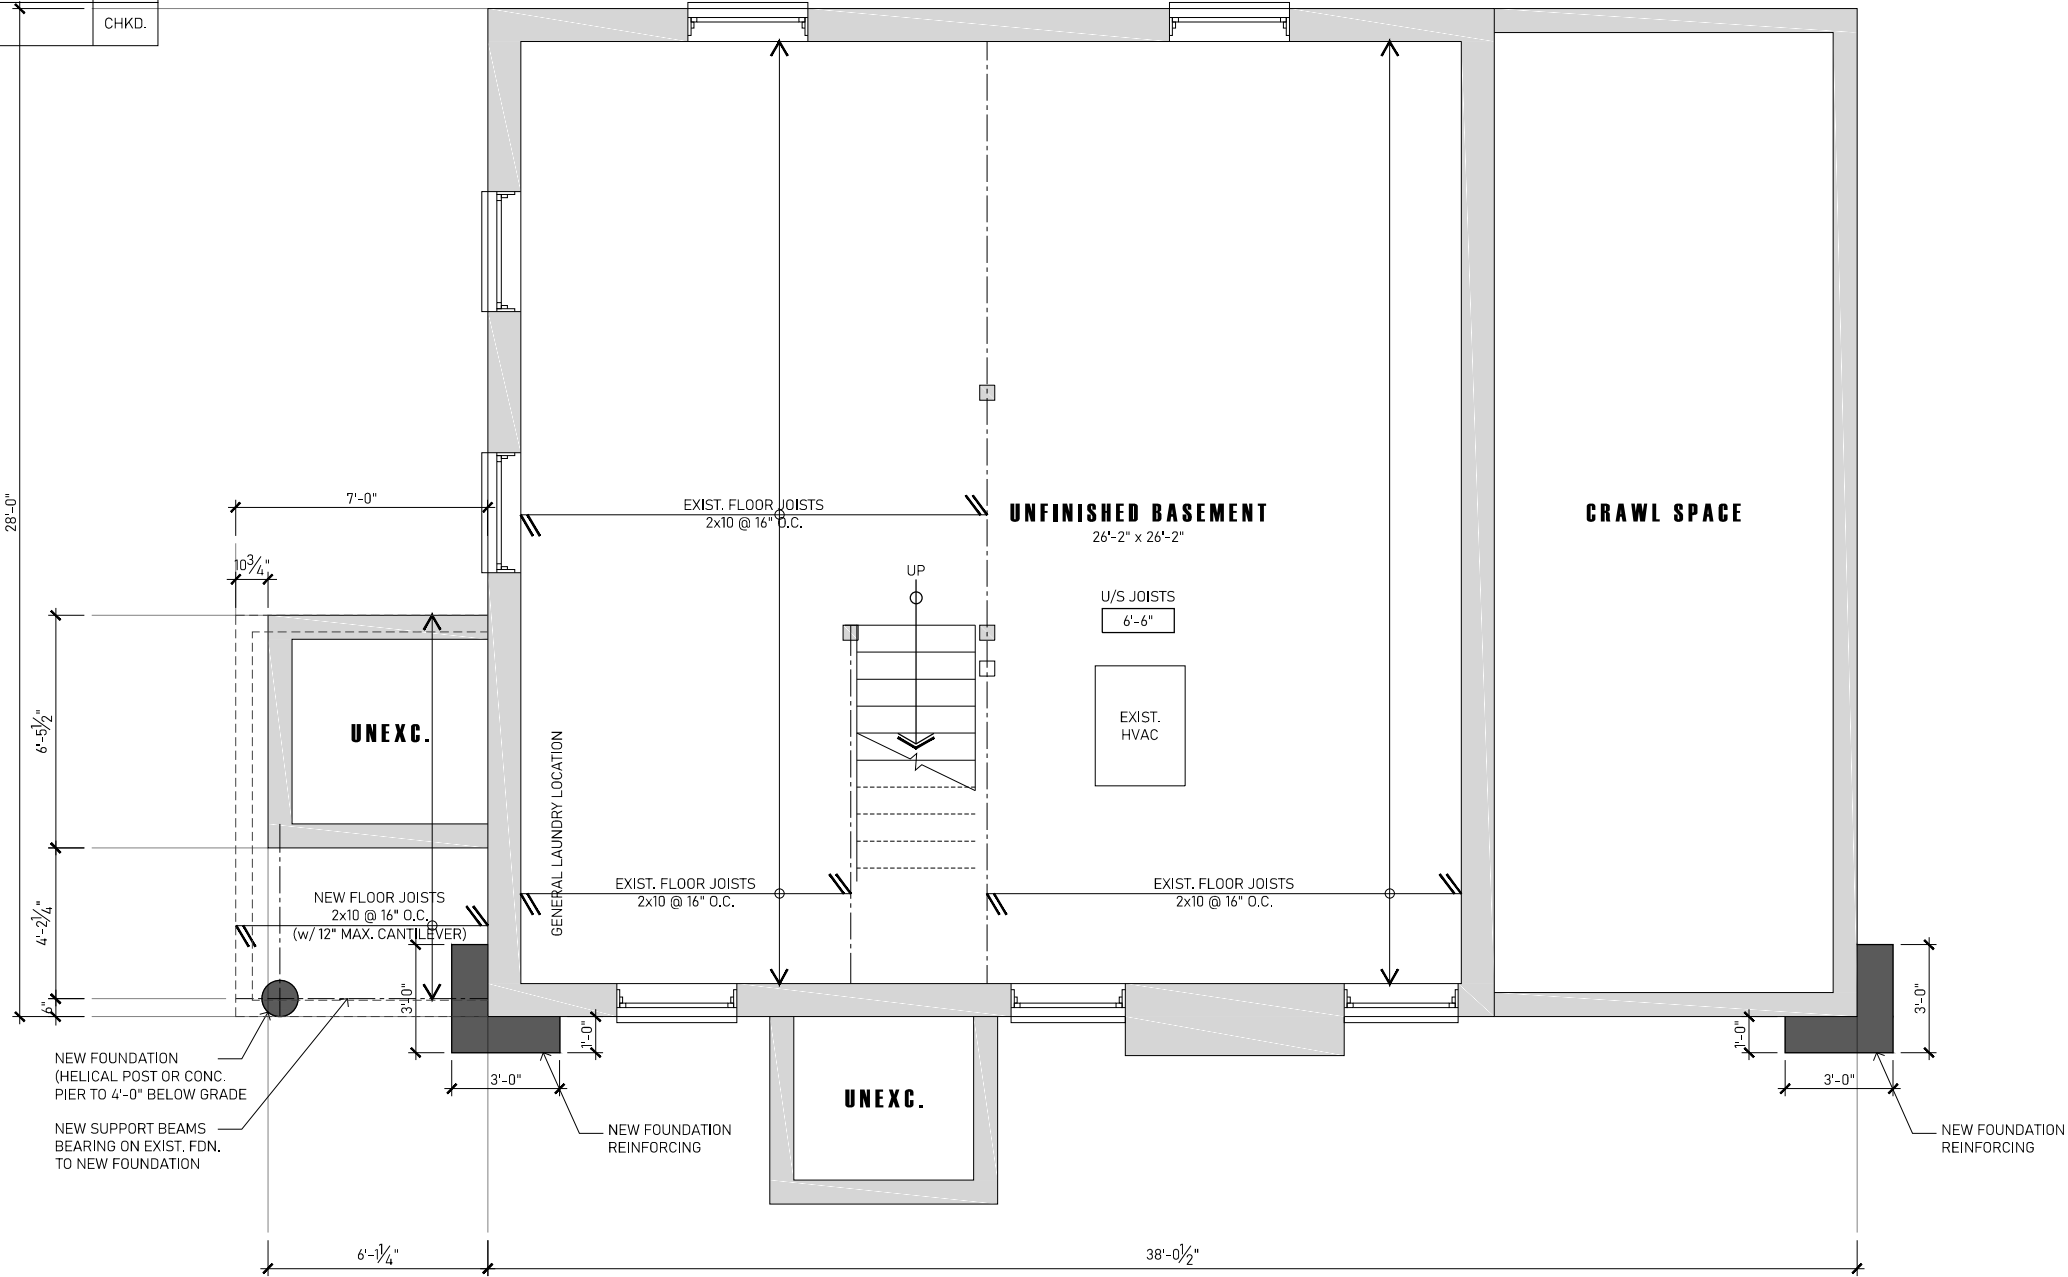 CHKD.
28'-0"
7'-0"
10¾"
EXIST. FLOOR JOISTS
2x10 @ 16" O.C.
UNFINISHED BASEMENT
26'-2" x 26'-2"
CRAWL SPACE
UP
U/S JOISTS
6'-6"
EXIST.
HVAC
6'-5½"
UNEXC.
GENERAL LAUNDRY LOCATION
4'-2¼"
NEW FLOOR JOISTS
2x10 @ 16" O.C.
(w/ 12" MAX. CANTILEVER)
EXIST. FLOOR JOISTS
2x10 @ 16" O.C.
EXIST. FLOOR JOISTS
2x10 @ 16" O.C.
6"
3'-0"
1'-0"
1'-0"
3'-0"
NEW FOUNDATION
(HELICAL POST OR CONC.
PIER TO 4'-0" BELOW GRADE
3'-0"
UNEXC.
3'-0"
NEW SUPPORT BEAMS
BEARING ON EXIST. FDN.
TO NEW FOUNDATION
NEW FOUNDATION
REINFORCING
NEW FOUNDATION
REINFORCING
6'-1¼"
38'-0½"